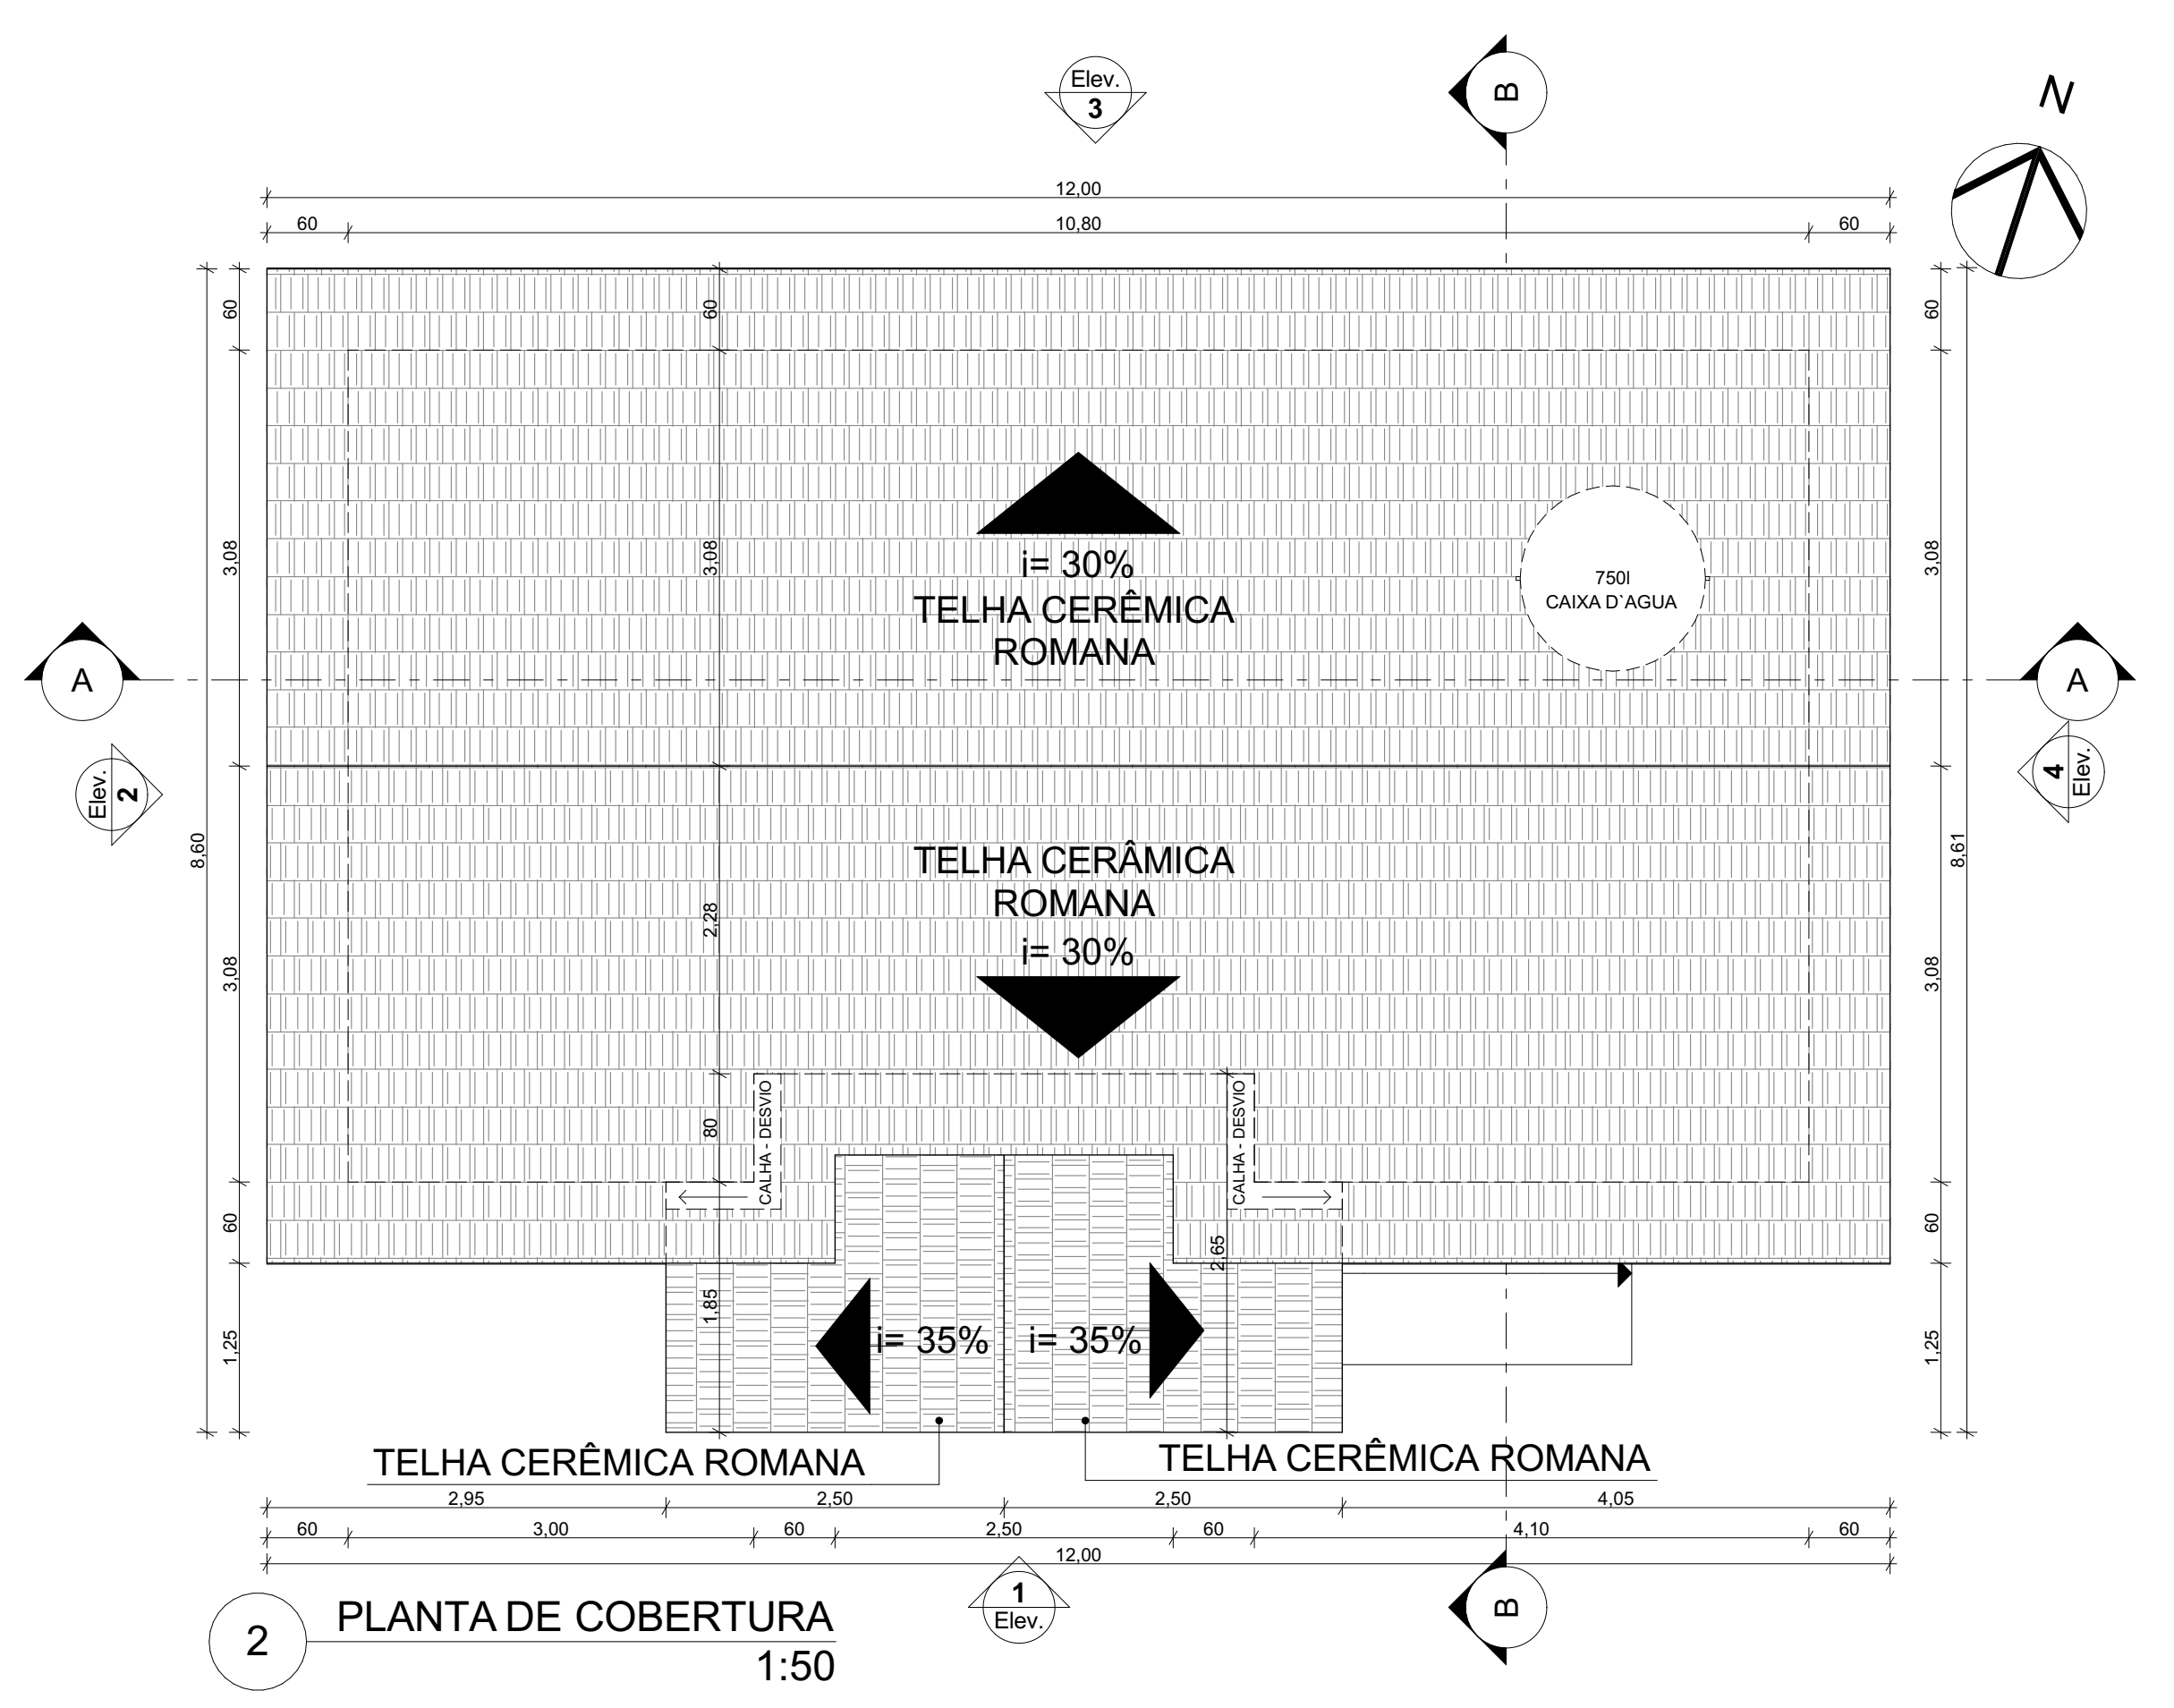 Elev.
3
B
N
12,00
60
10,80
60
60
60
60
3,08
3,08
3,08
i= 30%
TELHA CERÊMICA
ROMANA
750l
CAIXA D`AGUA
A
A
Elev.
2
4
Elev.
8,60
8,61
TELHA CERÂMICA
ROMANA
i= 30%
2,28
3,08
3,08
80
CALHA - DESVIO
CALHA - DESVIO
60
2,65
60
1,85
i= 35%
i= 35%
1,25
1,25
TELHA CERÊMICA ROMANA
TELHA CERÊMICA ROMANA
2,95
2,50
2,50
4,05
60
3,00
60
2,50
60
4,10
60
12,00
1
Elev.
B
2
PLANTA DE COBERTURA
1:50